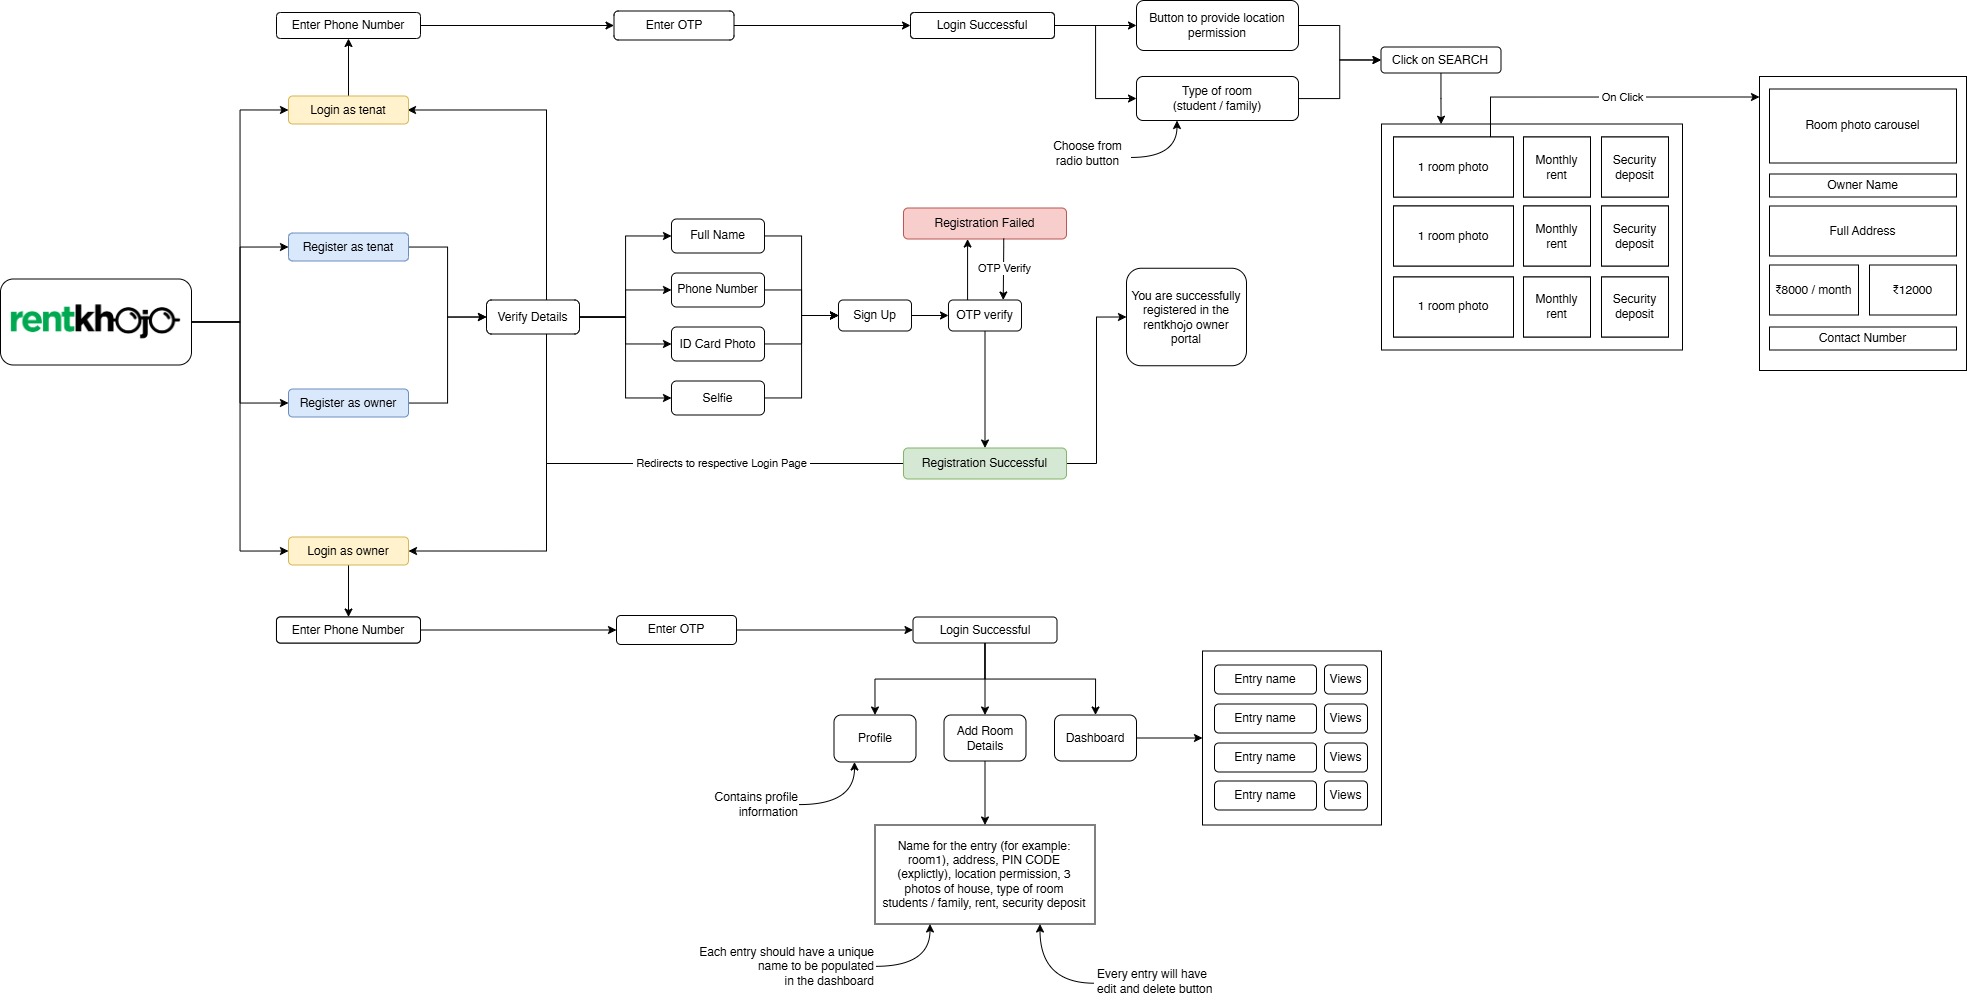 Enter Phone Number
Enter OTP
Login Successful
Button to provide location
permission
Click on SEARCH
Type of room
(student / family)
Choose from
radio button
On Click
Login as tenat
Room photo carousel
1 room photo
Monthly
rent
Security
deposit
Owner Name
1 room photo
Monthly
rent
Security
deposit
Full Address
1 room photo
Monthly
rent
Security
deposit
₹8000 / month
₹12000
Contact Number
Register as tenat
Full Name
Registration Failed
OTP Verify
Phone Number
rentkhojo
Verify Details
Sign Up
OTP verify
You are successfully
registered in the
rentkhojo owner
portal
ID Card Photo
Register as owner
Selfie
Redirects to respective Login Page
Registration Successful
Login as owner
Enter Phone Number
Enter OTP
Login Successful
Profile
Add Room
Details
Dashboard
Entry name
Views
Entry name
Views
Entry name
Views
Entry name
Views
Contains profile
information
Name for the entry (for example:
room1), address, PIN CODE
(explictly), location permission, 3
photos of house, type of room
students / family, rent, security deposit
Each entry should have a unique
name to be populated
in the dashboard
Every entry will have
edit and delete button